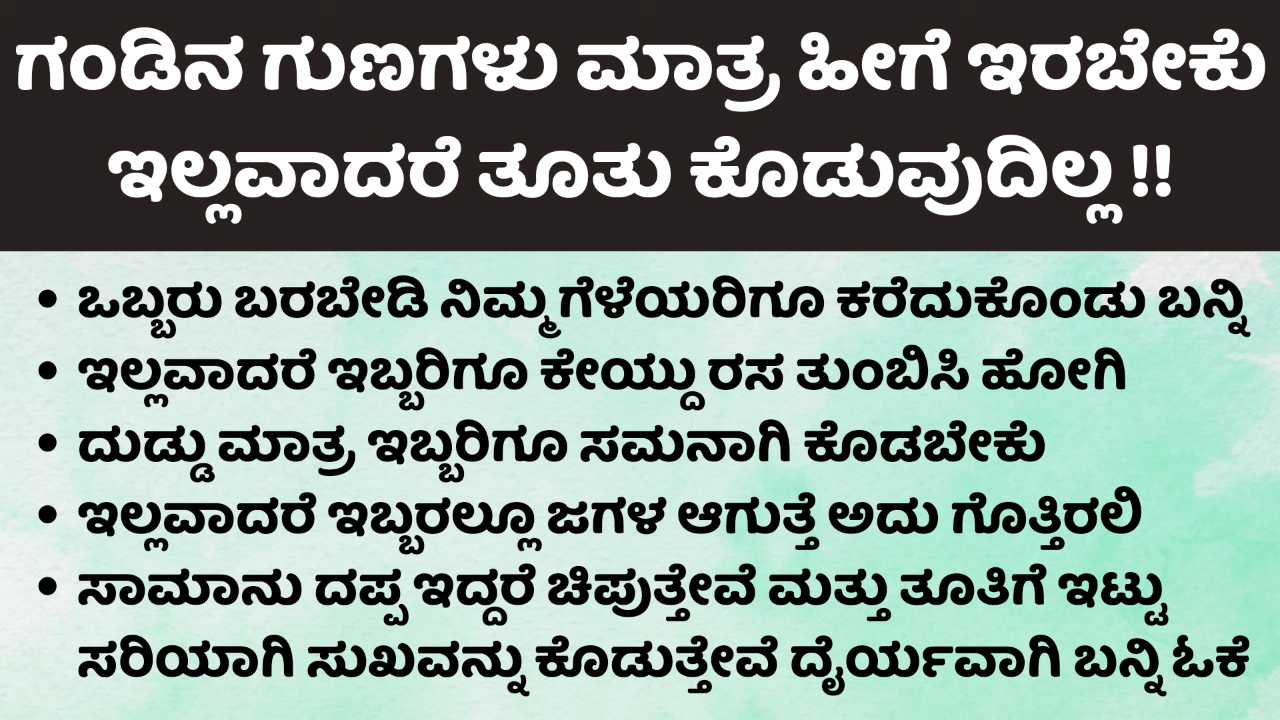 ಗಂಡಿನ ಗುಣಗಳು ಮಾತ್ರ ಹೀಗೆ ಇರಬೇಕು
ಇಲ್ಲವಾದರೆ ತೂತು ಕೊಡುವುದಿಲ್ಲ !!
• ಒಬ್ಬರು ಬರಬೇಡಿ ನಿಮ್ಮ ಗೆಳೆಯರಿಗೂ ಕರೆದುಕೊಂಡು ಬನ್ನಿ
• ಇಲ್ಲವಾದರೆ ಇಬ್ಬರಿಗೂ ಕೇಯ್ದು ರಸ ತುಂಬಿಸಿ ಹೋಗಿ
• ದುಡ್ಡು ಮಾತ್ರ ಇಬ್ಬರಿಗೂ ಸಮನಾಗಿ ಕೊಡಬೇಕು
• ಇಲ್ಲವಾದರೆ ಇಬ್ಬರಲ್ಲೂ ಜಗಳ ಆಗುತ್ತೆ ಅದು ಗೊತ್ತಿರಲಿ
• ಸಾಮಾನು ದಪ್ಪ ಇದ್ದರೆ ಚಿಪುತ್ತೇವೆ ಮತ್ತು ತೂತಿಗೆ ಇಟ್ಟು
ಸರಿಯಾಗಿ ಸುಖವನ್ನು ಕೊಡುತ್ತೇವೆ ದೈರ್ಯವಾಗಿ ಬನ್ನಿ ಓಕೆ